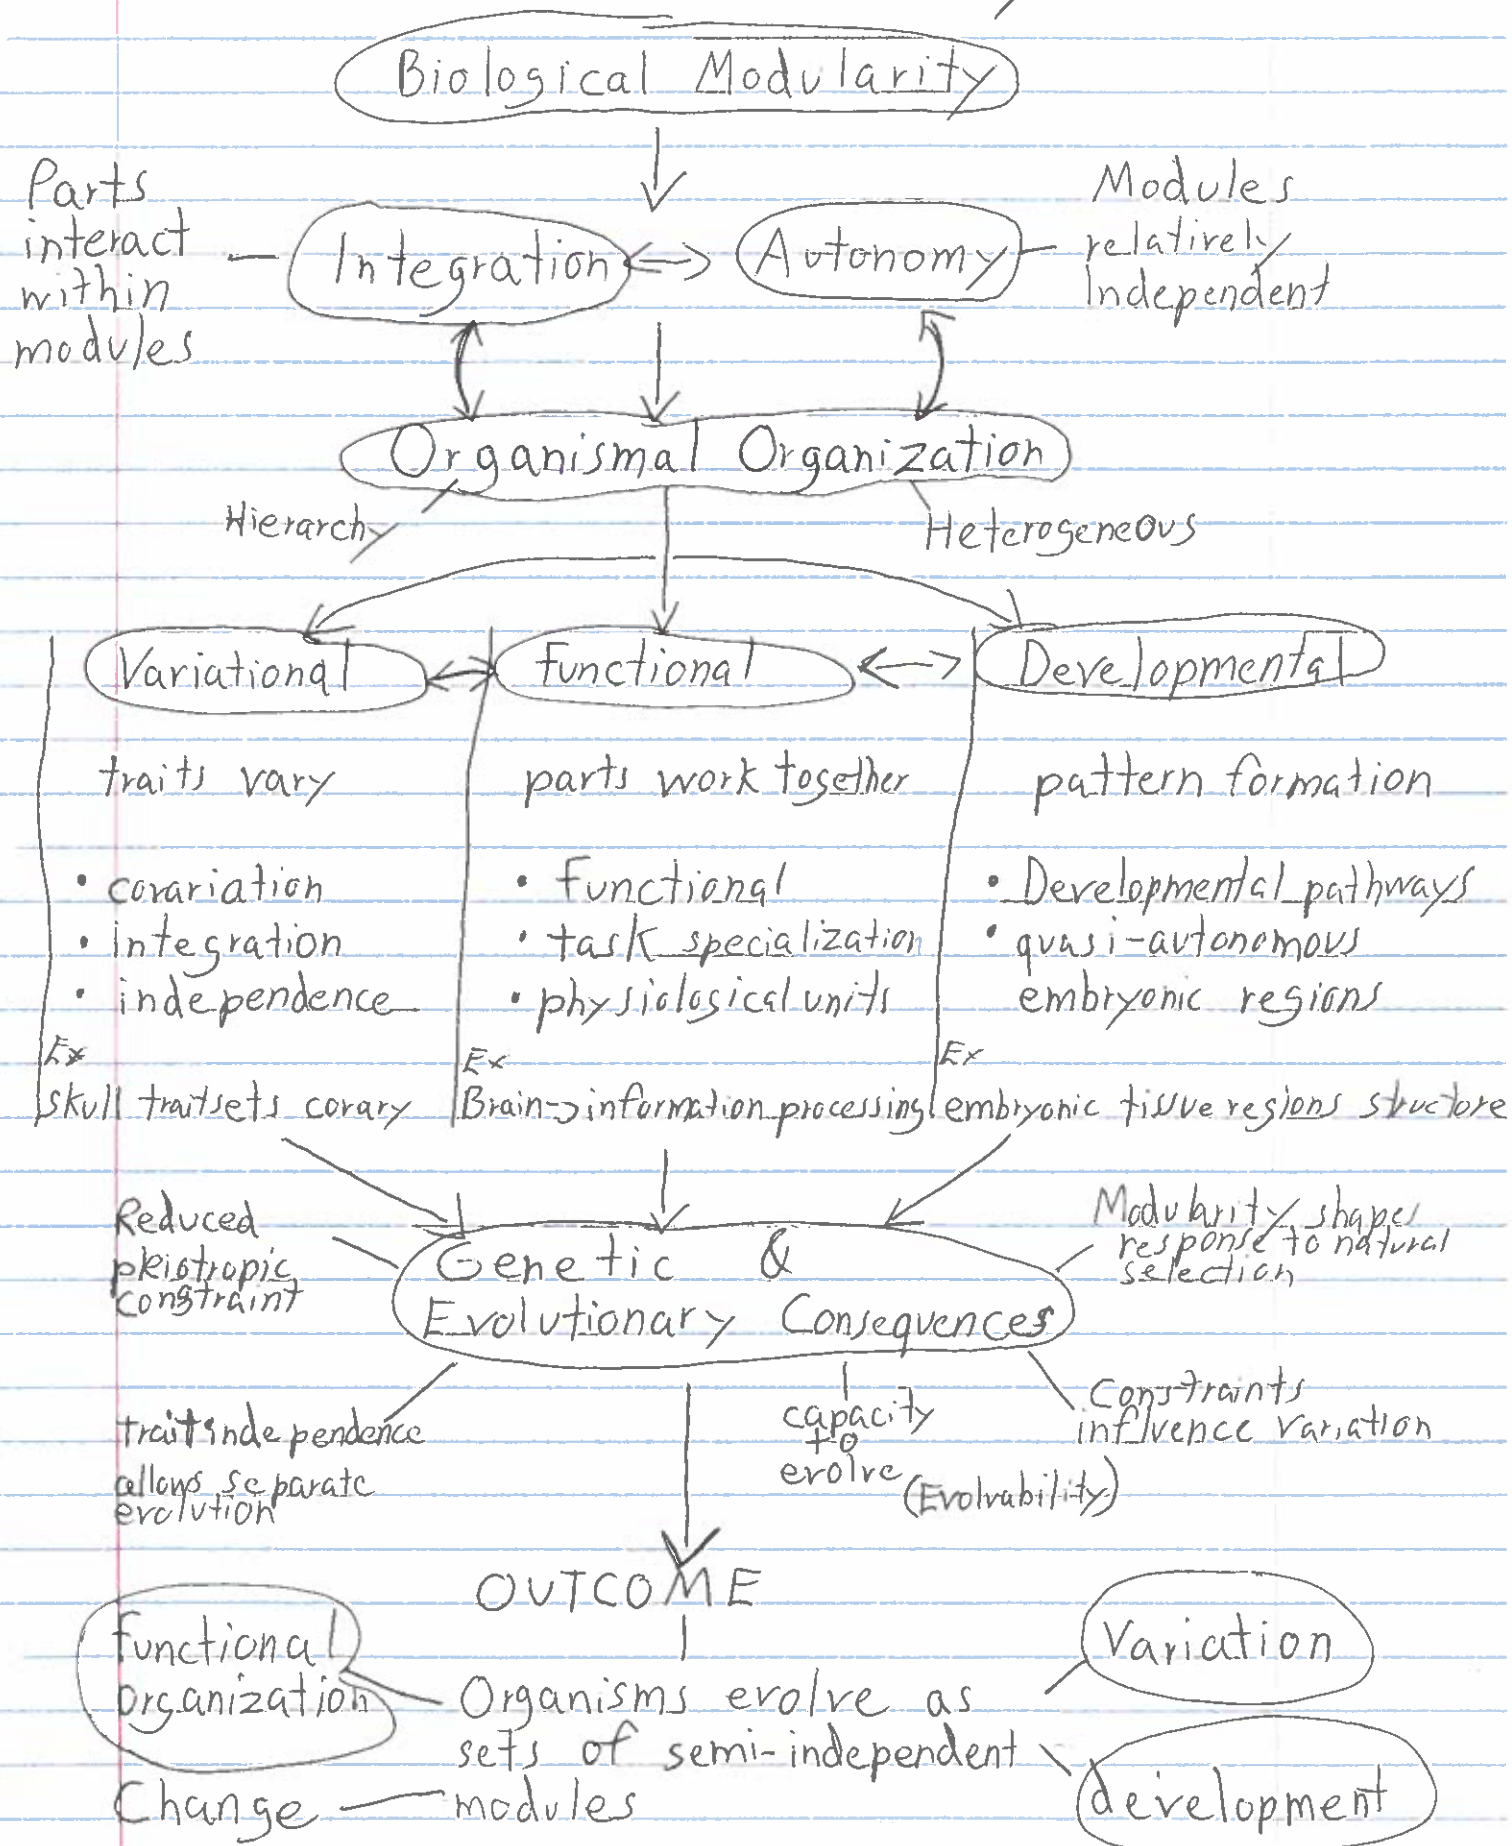 Biological Modularity
Parts
interact
within
modules
Integration
Autonomy
Modules
relatively
Independent
Organismal Organization
Hierarchy
Heterogeneous
Variational
Functional
Developmental
traits vary
parts work together
pattern formation
• covariation
• integration
• independence
• Functional
• task specialization
• physiological units
• Developmental pathways
• quasi-autonomous
embryonic regions
Ex
skull traitsets covary
Ex
Brain->information processing
Ex
embryonic tissue regions structure
Reduced
pleiotropic
constraint
Genetic &
Evolutionary Consequences
Modularity shapes
response to natural
selection
trait independence
allows separate
evolution
capacity
to
evolve
(Evolvability)
Constraints
influence variation
OUTCOME
Functional
organization
Organisms evolve as
sets of semi-independent
modules
Variation
development
Change